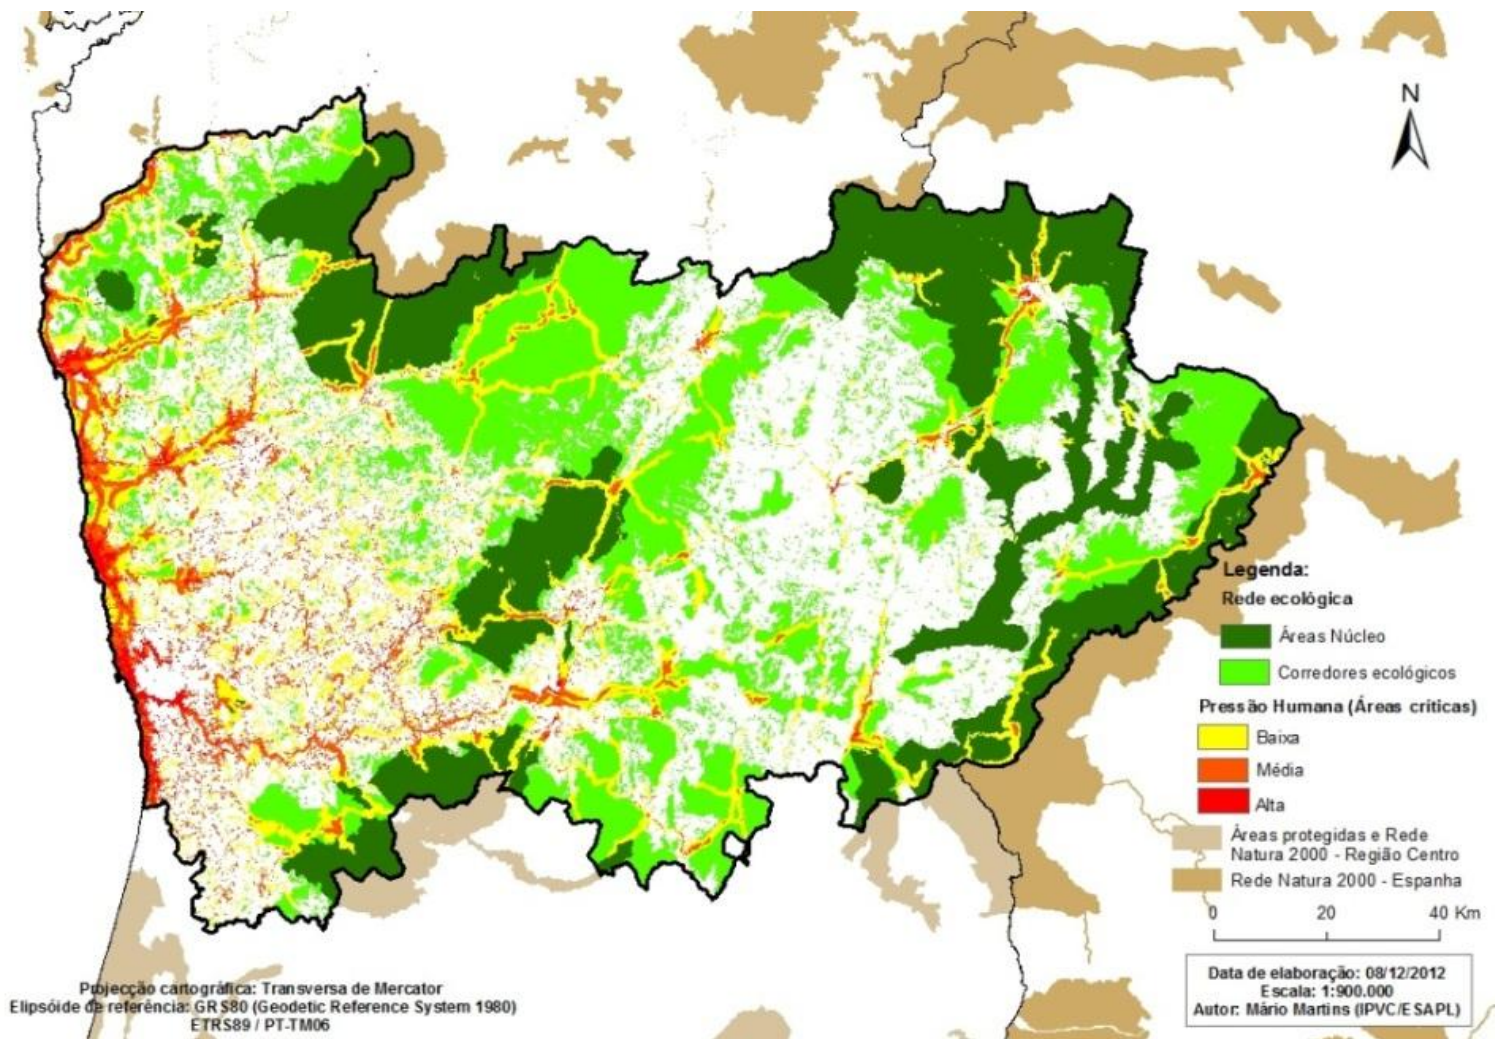 N
Legenda:
Rede ecológica
Áreas Núcleo
Corredores ecológicos
Pressão Humana (Áreas críticas)
Baixa
Média
Alta
Áreas protegidas e Rede
Natura 2000 - Região Centro
Rede Natura 2000 - Espanha
0 20 40 Km
Data de elaboração: 08/12/2012
Escala: 1:900.000
Autor: Mário Martins (IPVC/ESAPL)
Projecção cartográfica: Transversa de Mercator
Elipsóide de referência: GRS80 (Geodetic Reference System 1980)
ETRS89 / PT-TM06